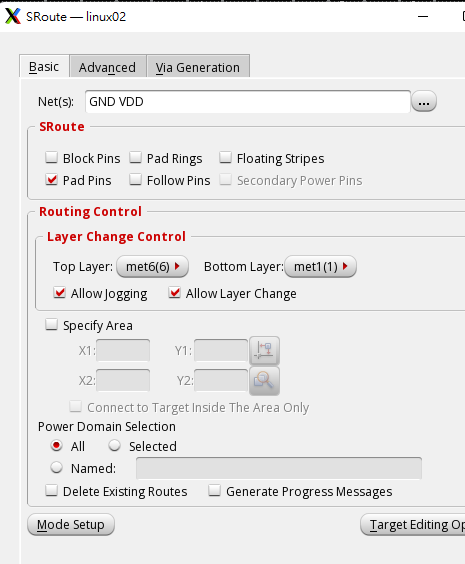 SRoute — linux02
Basic Advanced Via Generation
Net(s): GND VDD ...
SRoute
Block Pins Pad Rings Floating Stripes
Pad Pins Follow Pins Secondary Power Pins
Routing Control
Layer Change Control
Top Layer: met6(6) Bottom Layer: met1(1)
Allow Jogging Allow Layer Change
Specify Area
X1: Y1:
X2: Y2:
Connect to Target Inside The Area Only
Power Domain Selection
All Selected
Named:
Delete Existing Routes Generate Progress Messages
Mode Setup Target Editing Op